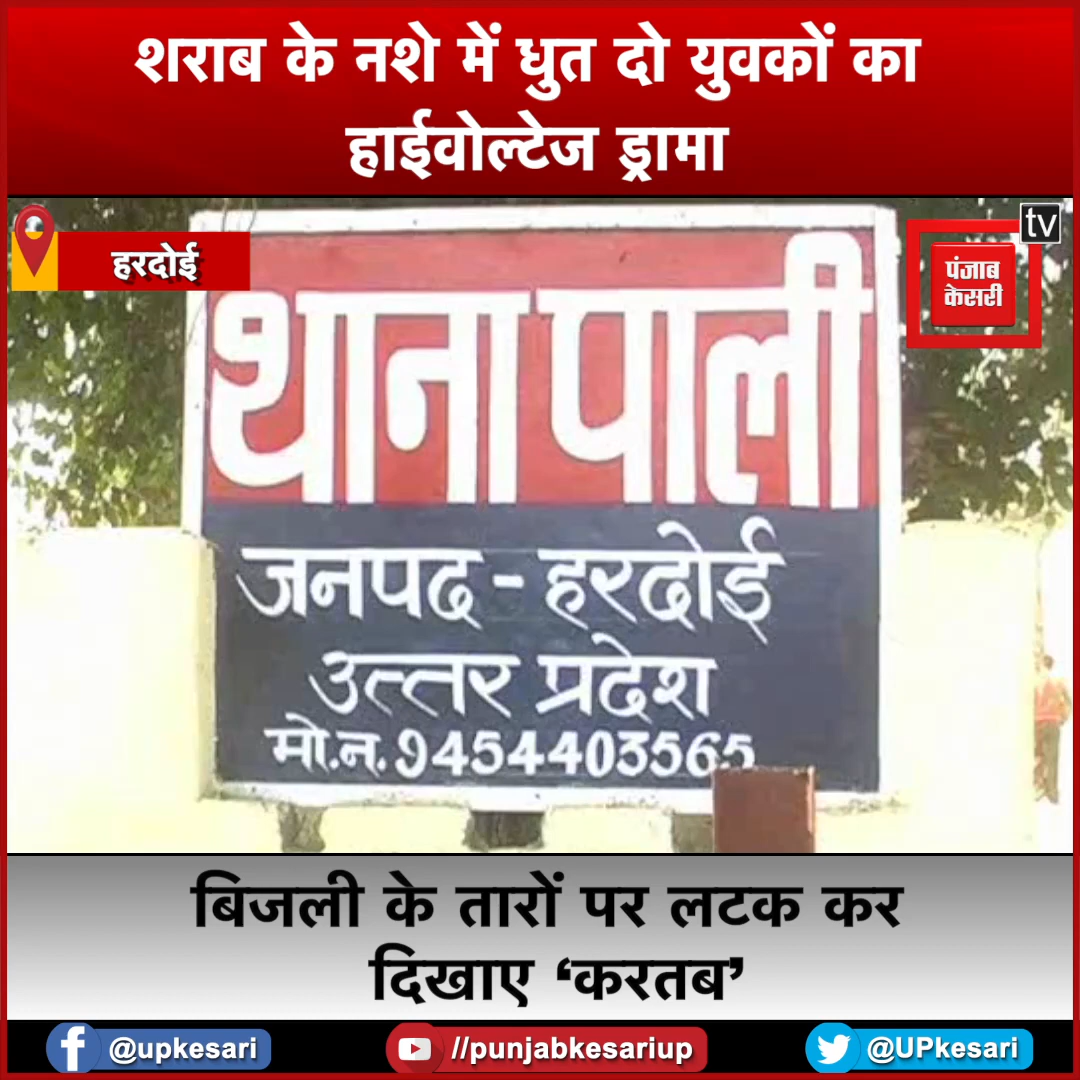 शराब के नशे में धुत दो युवकों का
हाईवोल्टेज ड्रामा
हरदोई
tv
पंजाब
केसरी
थाना पाली
जनपद - हरदोई
उत्तर प्रदेश
मो.न. 9454403565
बिजली के तारों पर लटक कर
दिखाए ‘करतब’
@upkesari
//punjabkesariup
@UPkesari